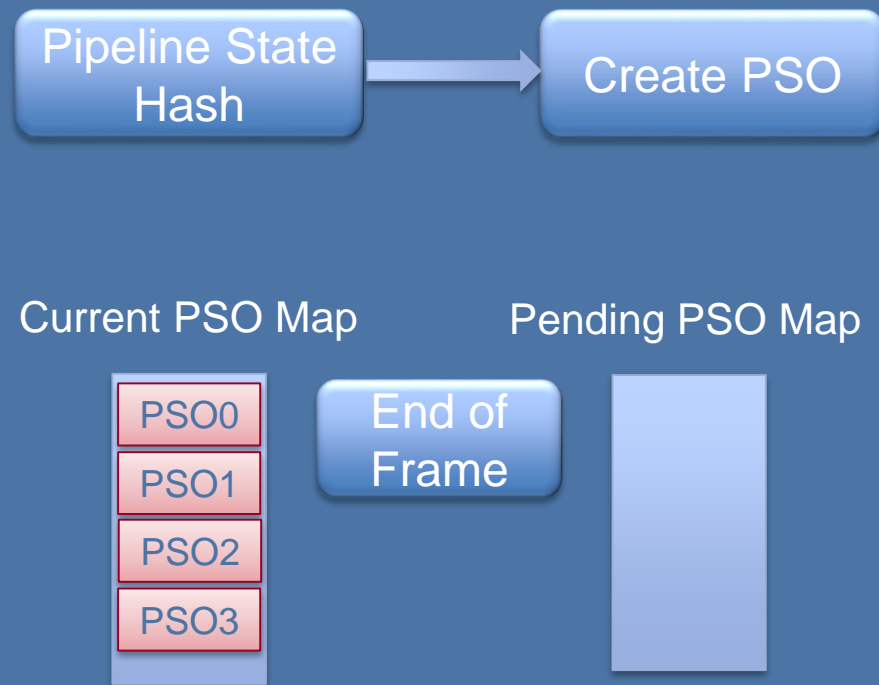 Pipeline State
Hash
Create PSO
Current PSO Map
Pending PSO Map
PSO0
PSO1
PSO2
PSO3
End of
Frame